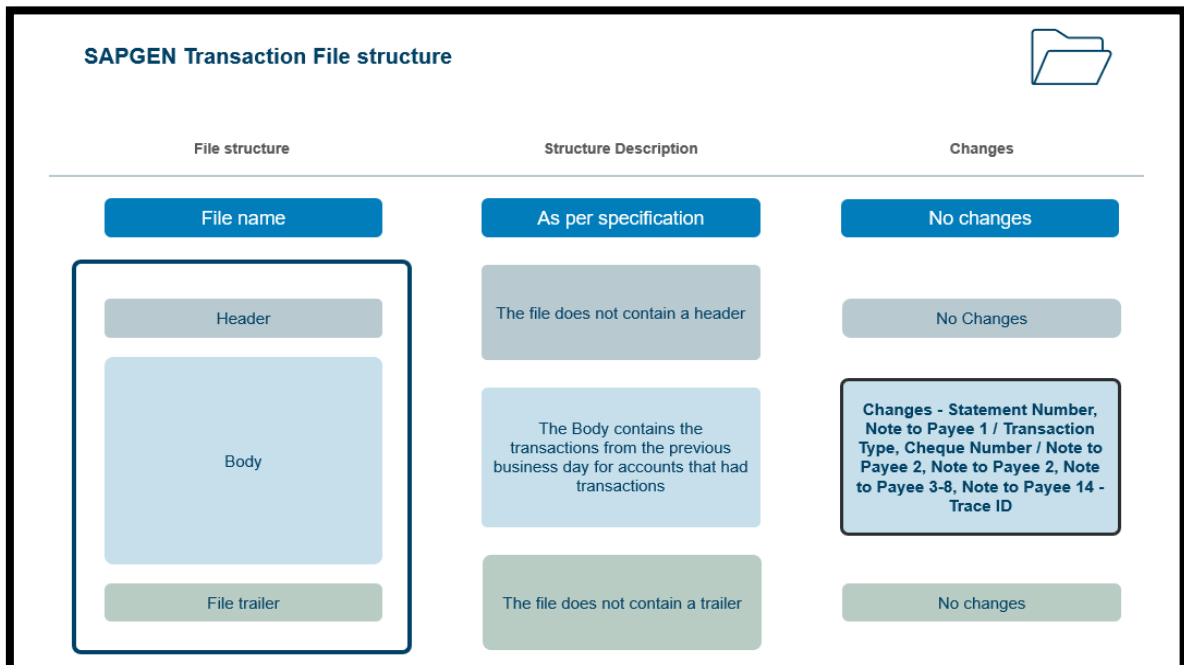 SAPGEN Transaction File structure
File structure
Structure Description
Changes
File name
As per specification
No changes
Header
The file does not contain a header
No Changes
Body
The Body contains the
transactions from the previous
business day for accounts that had
transactions
Changes - Statement Number,
Note to Payee 1 / Transaction
Type, Cheque Number / Note to
Payee 2, Note to Payee 2, Note
to Payee 3-8, Note to Payee 14 -
Trace ID
File trailer
The file does not contain a trailer
No changes